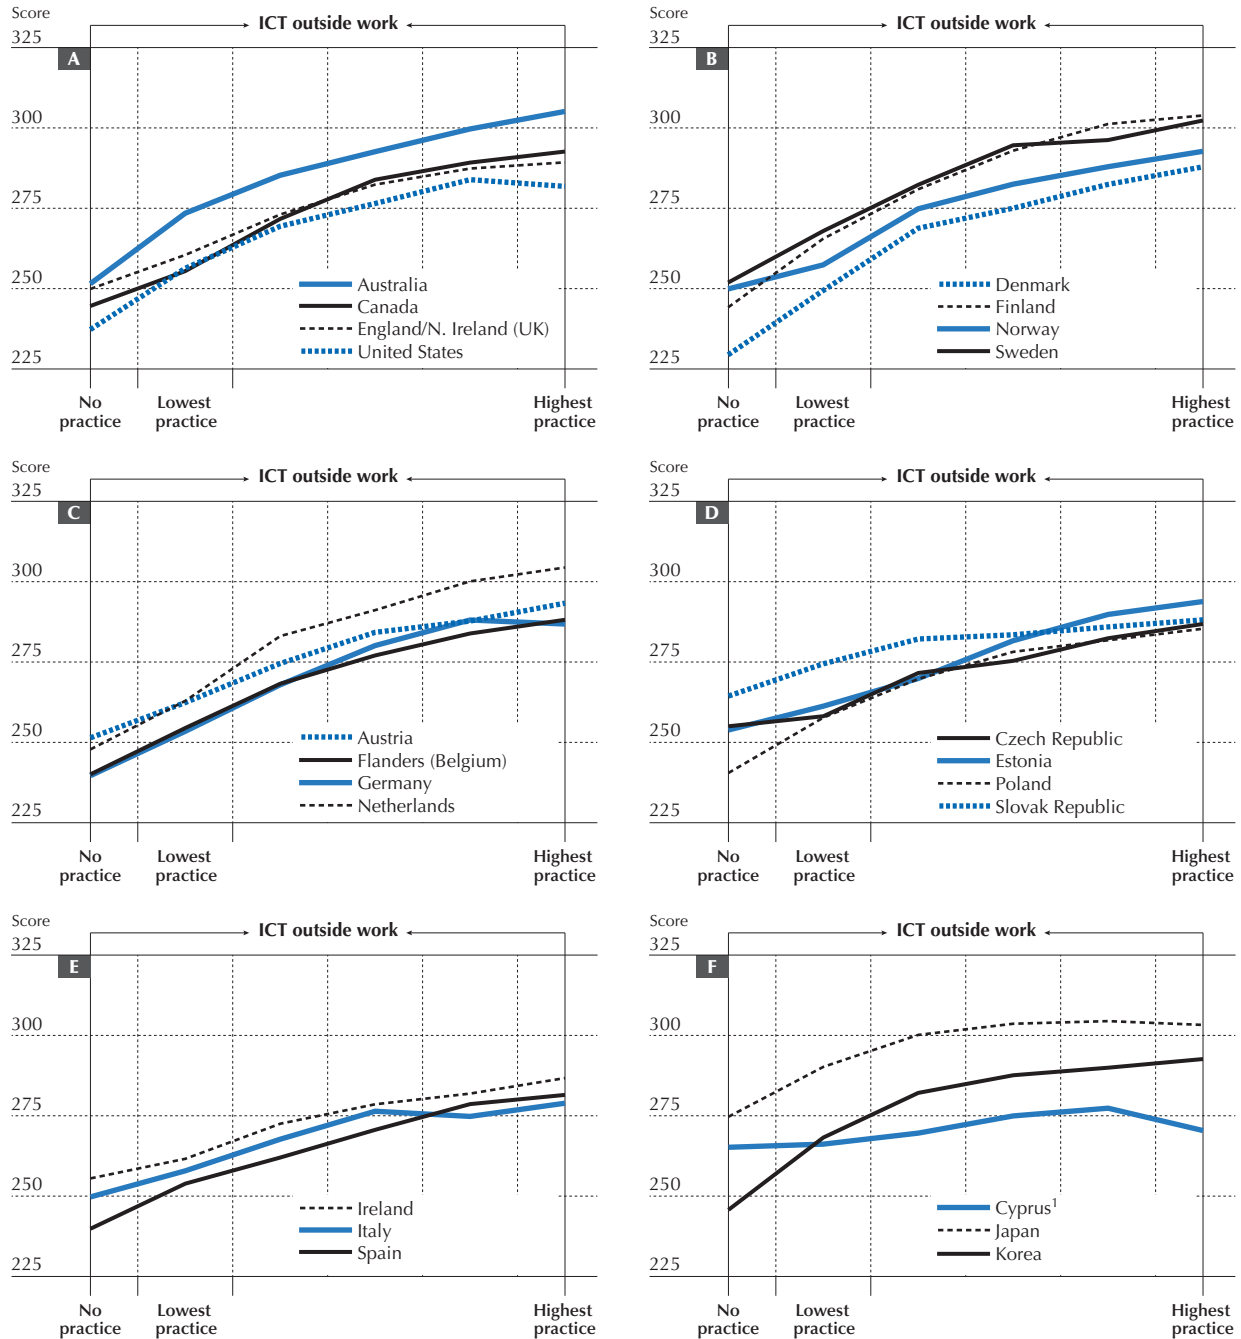 Score
ICT outside work
325
A
300
275
250
225
Australia
Canada
England/N. Ireland (UK)
United States
No practice
Lowest practice
Highest practice
Score
ICT outside work
325
B
300
275
250
225
Denmark
Finland
Norway
Sweden
No practice
Lowest practice
Highest practice
Score
ICT outside work
325
C
300
275
250
225
Austria
Flanders (Belgium)
Germany
Netherlands
No practice
Lowest practice
Highest practice
Score
ICT outside work
325
D
300
275
250
225
Czech Republic
Estonia
Poland
Slovak Republic
No practice
Lowest practice
Highest practice
Score
ICT outside work
325
E
300
275
250
225
Ireland
Italy
Spain
No practice
Lowest practice
Highest practice
Score
ICT outside work
325
F
300
275
250
225
Cyprus1
Japan
Korea
No practice
Lowest practice
Highest practice